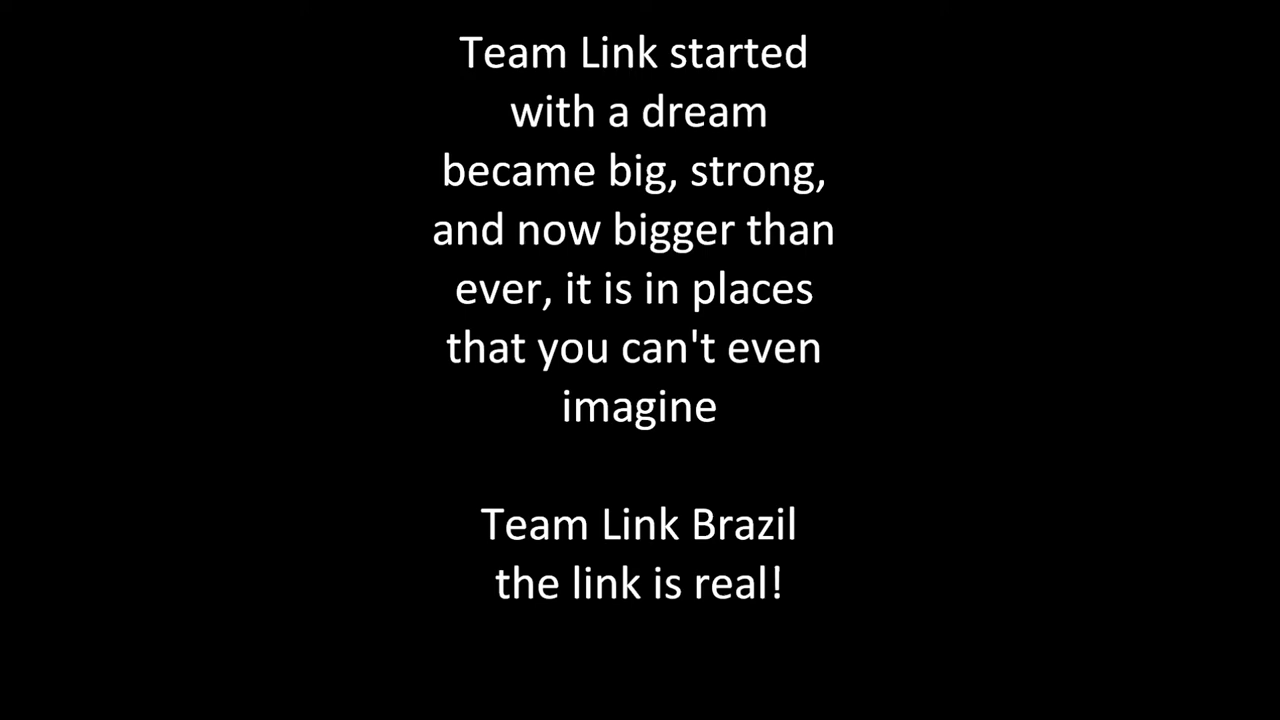 Team Link started
with a dream
became big, strong,
and now bigger than
ever, it is in places
that you can't even
imagine
Team Link Brazil
the link is real!